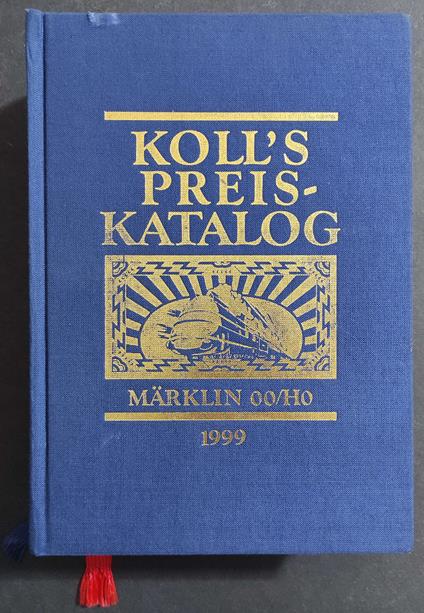 KOLL'S
PREIS-
KATALOG
MÄRKLIN 00/H0
1999